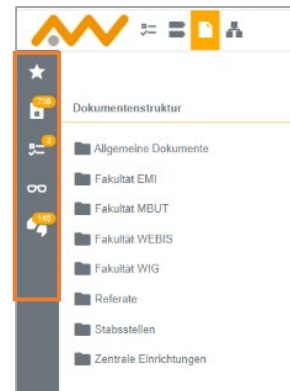 738
Dokumentenstruktur
Allgemeine Dokumente
3
Fakultät EMI
Fakultät MBUT
145
Fakultät WEBIS
Fakultät WIG
Referate
Stabsstellen
Zentrale Einrichtungen